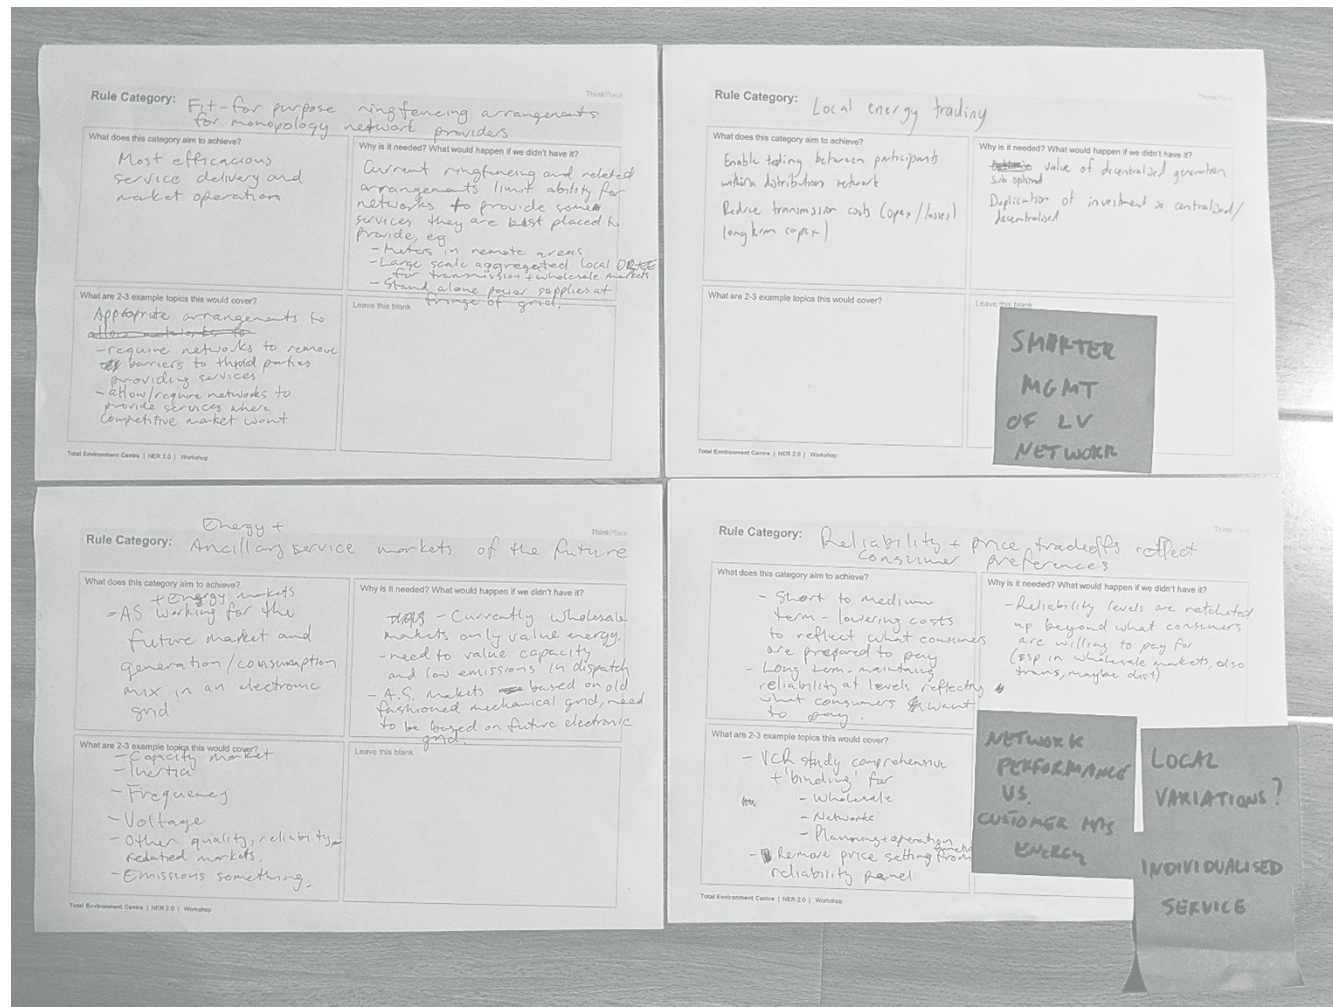 ThinkPlace
Rule Category: Fit-for purpose ringfencing arrangements
for monopology network providers
What does this category aim to achieve?
Most efficacious
service delivery and
market operation
Why is it needed? What would happen if we didn't have it?
Current ringfencing and related
arrangements limit ability for
networks to provide some
services they are best placed to
provide, eg
- Meters in remote areas
- Large scale aggregated local
for transmission + wholesale markets
- Stand alone power supplies at
fringe of grid.
What are 2-3 example topics this would cover?
Appropriate arrangements to
allow networks to
- require networks to remove
barriers to third parties
providing services
- allow/require networks to
provide services where
competitive market wont
Leave this blank
Total Environment Centre | NER 2.0 | Workshop
ThinkPlace
Rule Category: Local energy trading
What does this category aim to achieve?
Enable trading between participants
within a distribution network
Reduce transmission costs (opex/losses)
long term capex)
Why is it needed? What would happen if we didn't have it?
value of decentralised generation
sub optimal
Duplication of investment in centralised/
decentralised
What are 2-3 example topics this would cover?
Leave this blank
SMARTER
MGMT
OF LV
NETWORK
Total Environment Centre | NER 2.0 | Workshop
ThinkPlace
Energy +
Rule Category: Ancillary service markets of the future
What does this category aim to achieve?
+ Energy markets
- AS working for the
future market and
generation/consumption
mix in an electronic
grid
Why is it needed? What would happen if we didn't have it?
- Currently wholesale
markets only value energy.
- need to value capacity
and low emissions in dispatch
- A.S. markets based on old
fashioned mechanical grid, need
to be based on future electronic
grid.
What are 2-3 example topics this would cover?
- Capacity market
- Inertia
- Frequency
- Voltage
- Other quality, reliability
related markets.
- Emissions something.
Leave this blank
Total Environment Centre | NER 2.0 | Workshop
ThinkPlace
Rule Category: Reliability + price tradeoffs reflect
consumer preferences
What does this category aim to achieve?
- Short to medium
term - lowering costs
to reflect what consumers
are prepared to pay
- Long term - maintaining
reliability at levels reflecting
what consumers want
to pay.
Why is it needed? What would happen if we didn't have it?
- Reliability levels are ratcheted
up beyond what consumers
are willing to pay for
(esp in wholesale markets, also
trans, maybe dist)
What are 2-3 example topics this would cover?
- VCR study comprehensive
+ 'binding' for
- Wholesale
- Networks
- Planning + operation
- Remove price setting from
reliability panel
NETWORK
PERFORMANCE
VS.
CUSTOMER
ENERGY
LOCAL
VARIATIONS?
INDIVIDUALISED
SERVICE
Total Environment Centre | NER 2.0 | Workshop